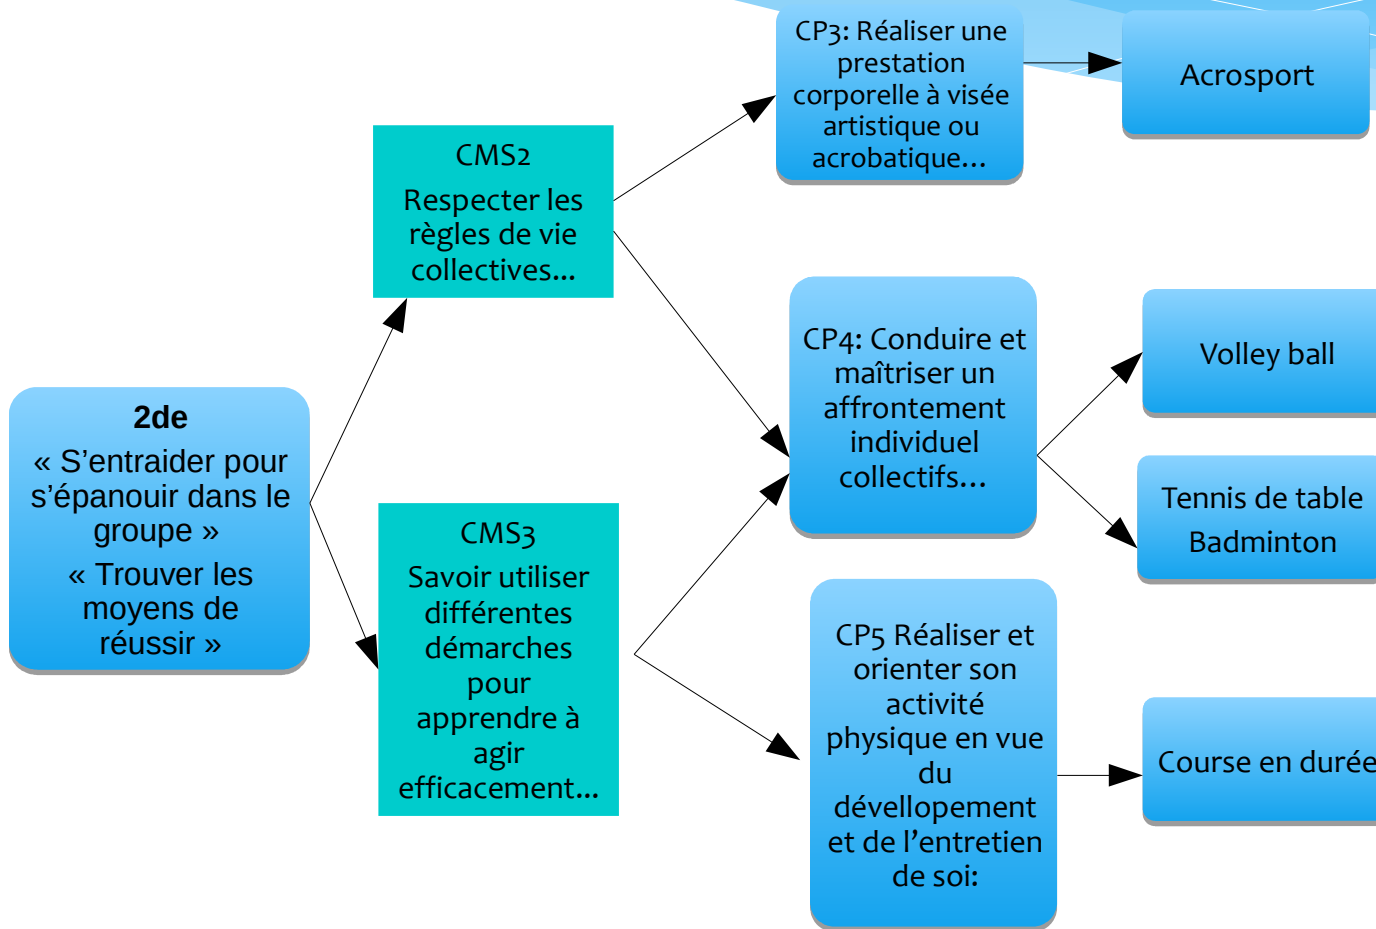 CP3: Réaliser une
prestation
corporelle à visée
artistique ou
acrobatique...
Acrosport
CMS2
Respecter les
règles de vie
collectives...
CP4: Conduire et
maîtriser un
affrontement
individuel
collectifs...
Volley ball
2de
« S'entraider pour
s'épanouir dans le
groupe »
« Trouver les
moyens de
réussir »
Tennis de table
Badminton
CMS3
Savoir utiliser
différentes
démarches
pour
apprendre à
agir
efficacement...
CP5 Réaliser et
orienter son
activité
physique en vue
du
dévellopement
et de l'entretien
de soi:
Course en durée